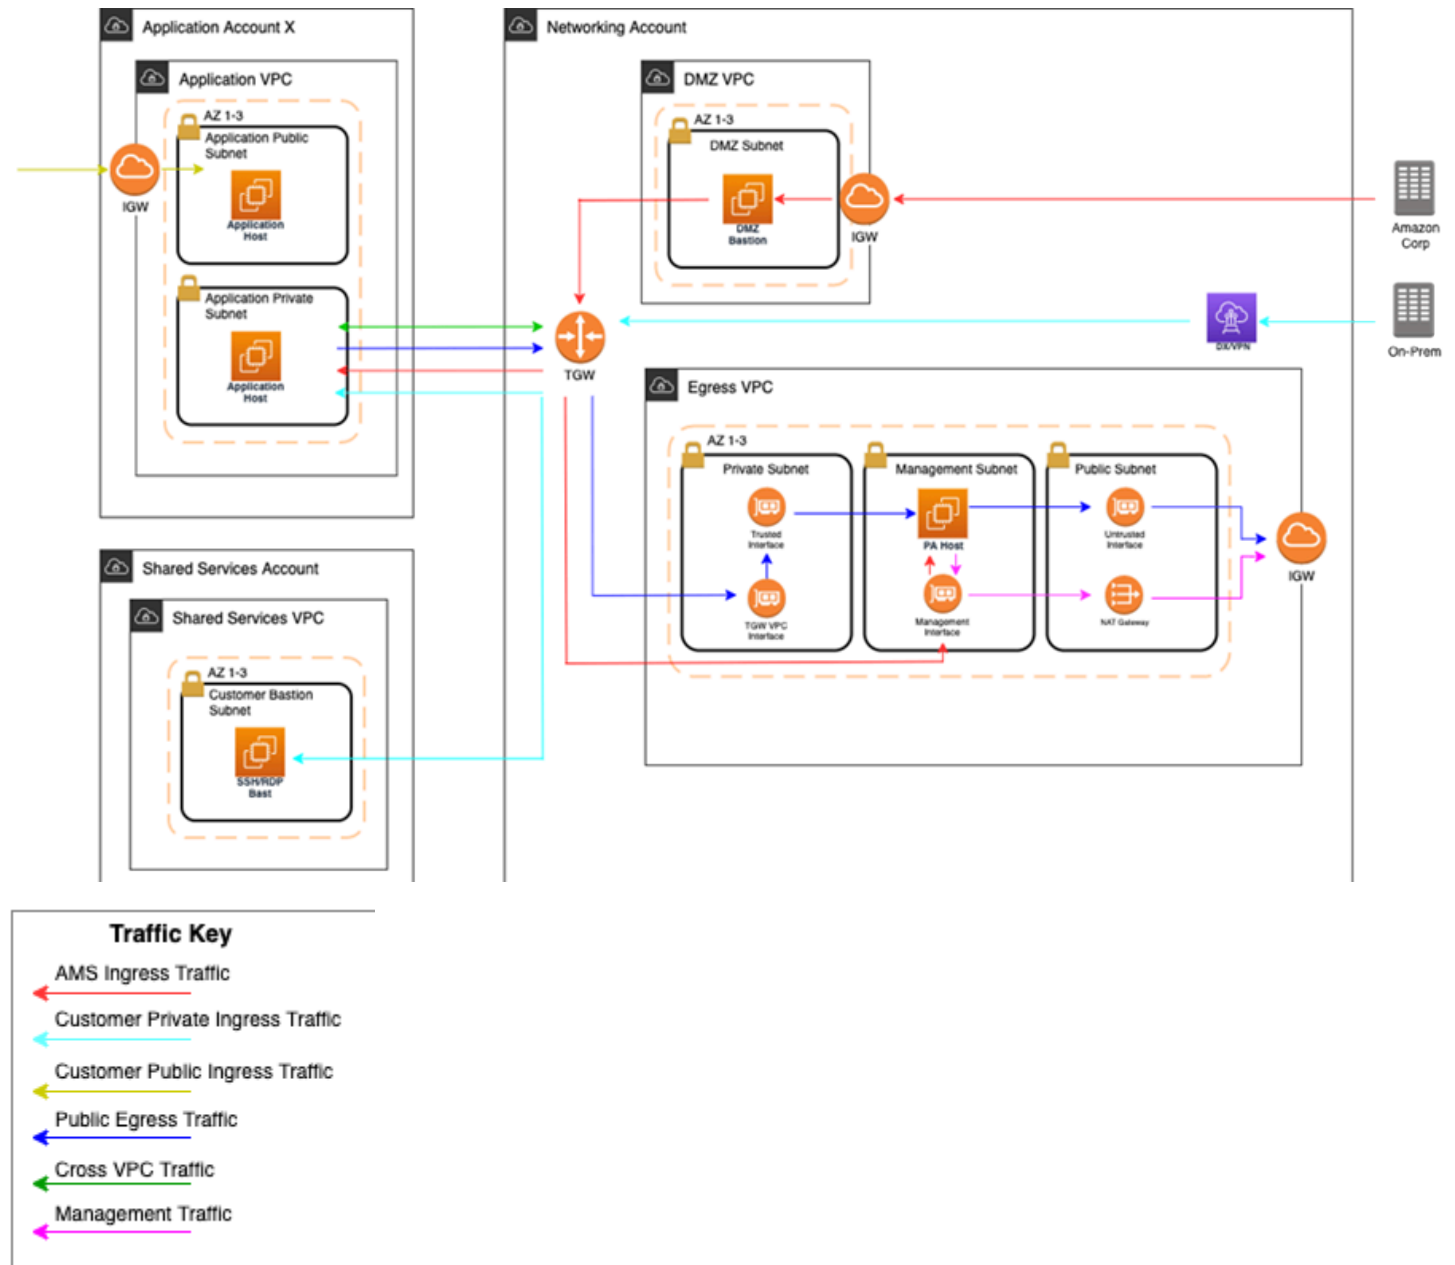 Application Account X
Application VPC
AZ 1-3
Application Public
Subnet
IGW
Application
Host
Application Private
Subnet
Application
Host
Networking Account
DMZ VPC
AZ 1-3
DMZ Subnet
DMZ
Bastion
IGW
Amazon
Corp
TGW
DX/VPN
On-Prem
Egress VPC
AZ 1-3
Private Subnet
Trusted
Interface
TGW VPC
Interface
Management Subnet
PA Host
Management
Interface
Public Subnet
Untrusted
Interface
NAT Gateway
IGW
Shared Services Account
Shared Services VPC
AZ 1-3
Customer Bastion
Subnet
SSH/RDP
Bast
Traffic Key
AMS Ingress Traffic
Customer Private Ingress Traffic
Customer Public Ingress Traffic
Public Egress Traffic
Cross VPC Traffic
Management Traffic